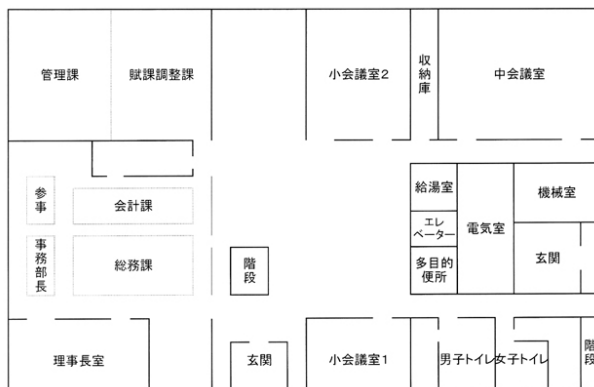 管理課
賦課調整課
小会議室2
収納庫
中会議室
参事
会計課
給湯室
エレベーター
電気室
機械室
事務部長
総務課
階段
多目的便所
玄関
理事長室
玄関
小会議室1
男子トイレ
女子トイレ
階段